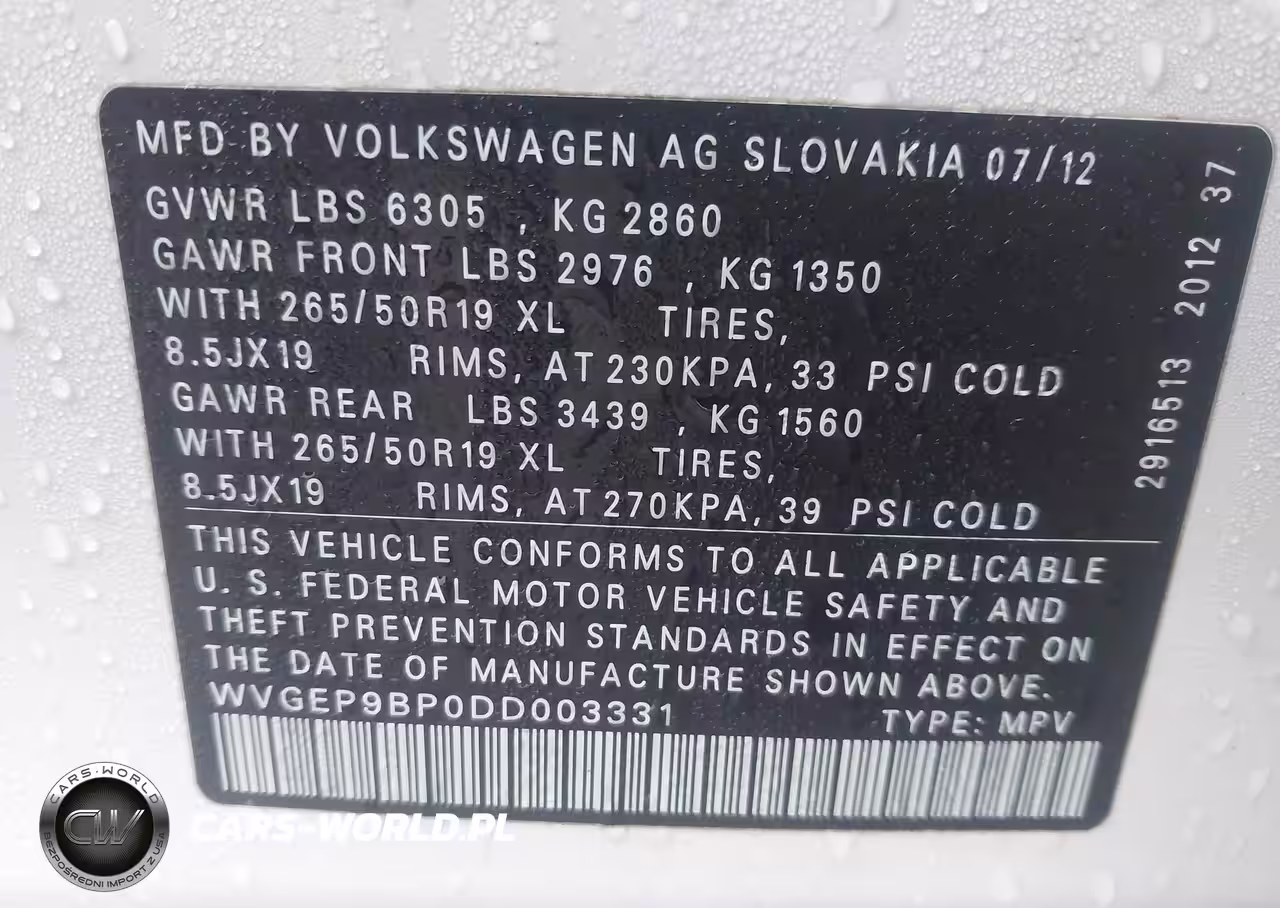 MFD BY VOLKSWAGEN AG SLOVAKIA 07/12
GVWR LBS 6305 , KG 2860
GAWR FRONT LBS 2976 , KG 1350
WITH 265/50R19 XL TIRES,
8.5JX19 RIMS, AT 230KPA, 33 PSI COLD
GAWR REAR LBS 3439 , KG 1560
WITH 265/50R19 XL TIRES,
8.5JX19 RIMS, AT 270KPA, 39 PSI COLD
THIS VEHICLE CONFORMS TO ALL APPLICABLE
U. S. FEDERAL MOTOR VEHICLE SAFETY AND
THEFT PREVENTION STANDARDS IN EFFECT ON
THE DATE OF MANUFACTURE SHOWN ABOVE.
WVGEP9BP0DD003331 TYPE: MPV
2916513 2012 37
CARS-WORLD
CW
BEZPOŚREDNI IMPORT Z USA
CARS-WORLD.PL